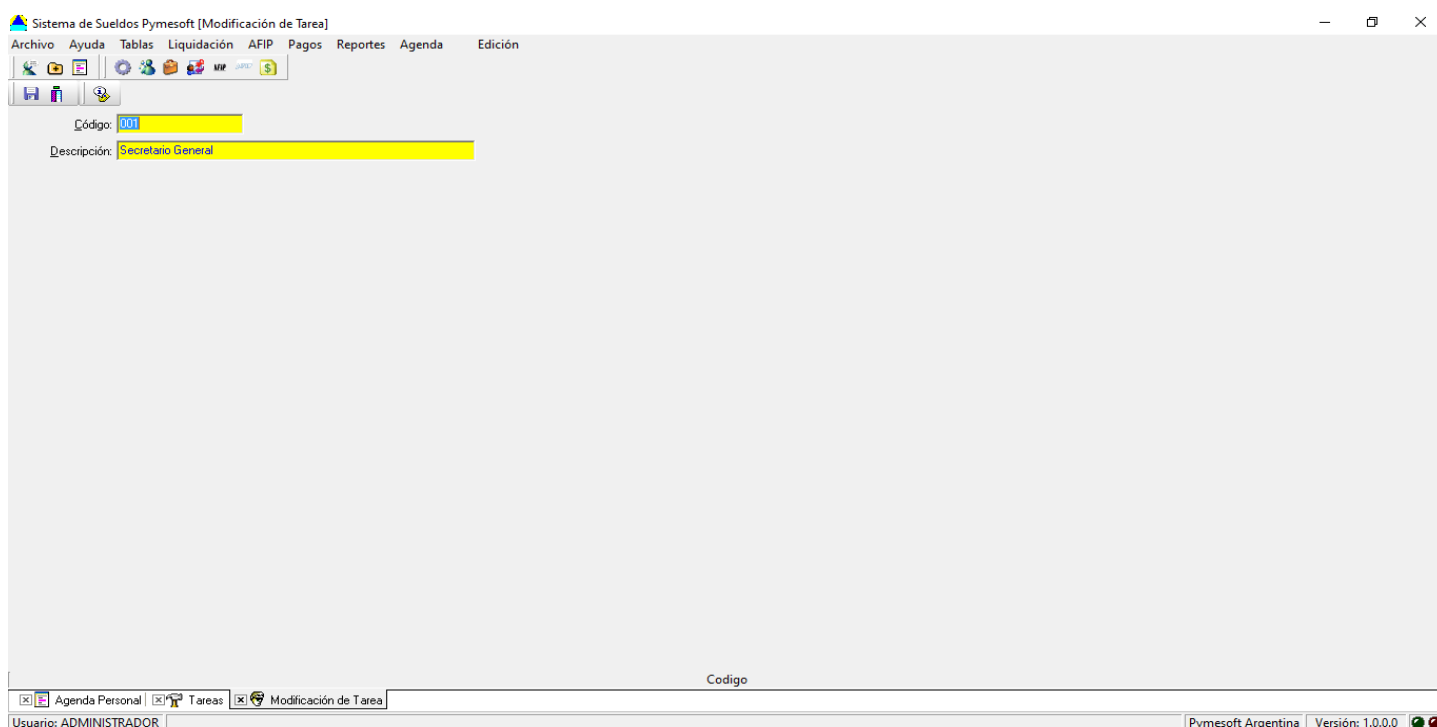 Sistema de Sueldos Pymesoft [Modificación de Tarea]
Archivo Ayuda Tablas Liquidación AFIP Pagos Reportes Agenda Edición
Código: 001
Descripción: Secretario General
Codigo
Agenda Personal Tareas Modificación de Tarea
Usuario: ADMINISTRADOR Pymesoft Argentina Versión: 1.0.0.0